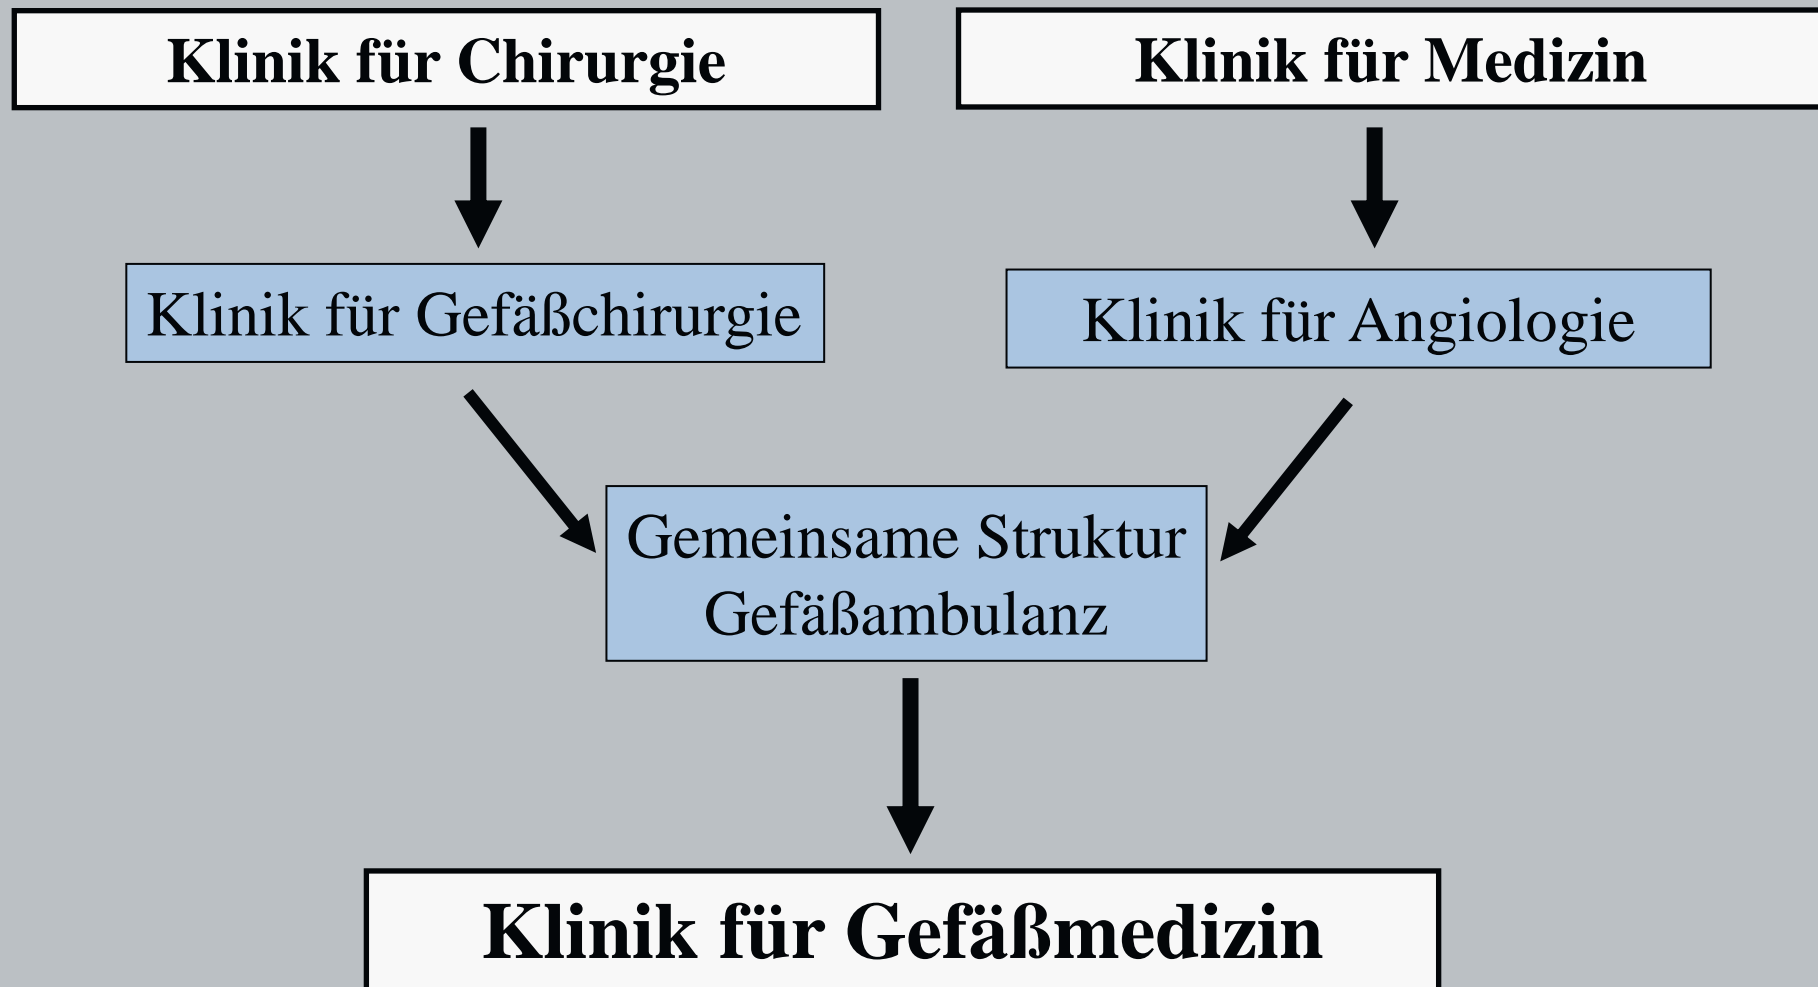 Klinik für Chirurgie
Klinik für Medizin
Klinik für Gefäßchirurgie
Klinik für Angiologie
Gemeinsame Struktur
Gefäßambulanz
Klinik für Gefäßmedizin